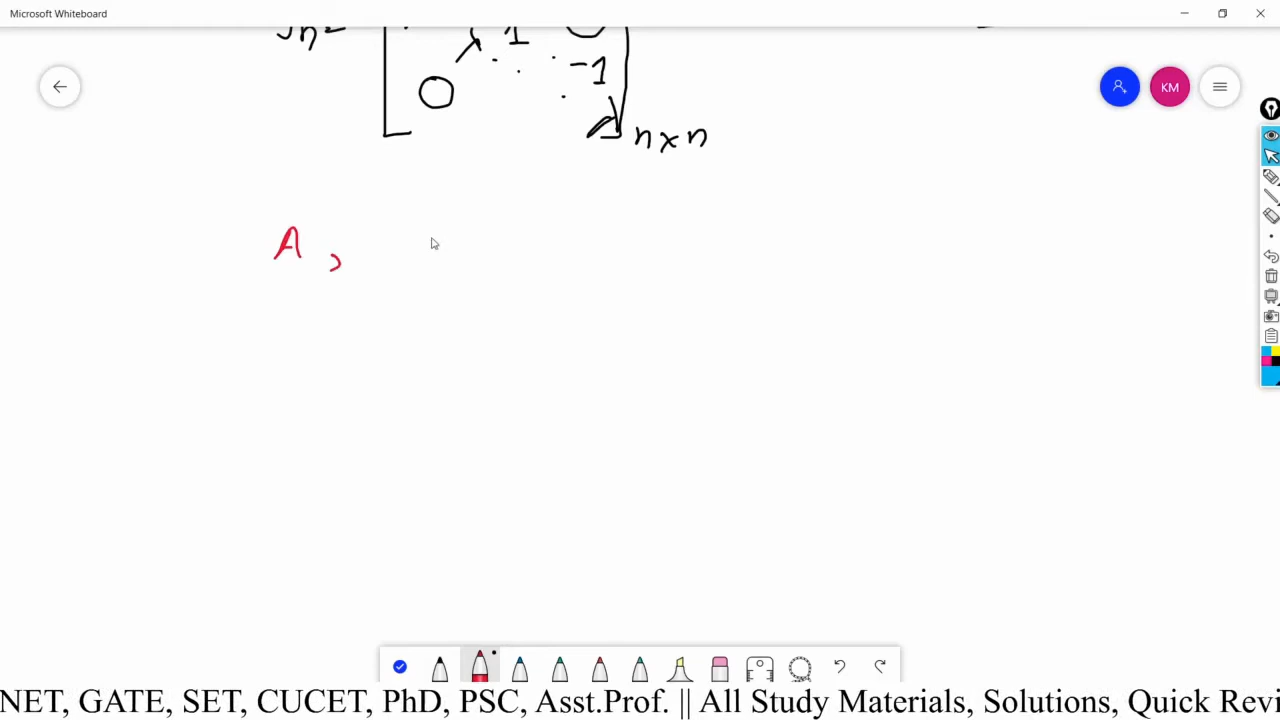 Microsoft Whiteboard
KM
1
-1
n x n
A ,
NET, GATE, SET, CUCET, PhD, PSC, Asst.Prof. || All Study Materials, Solutions, Quick Revi